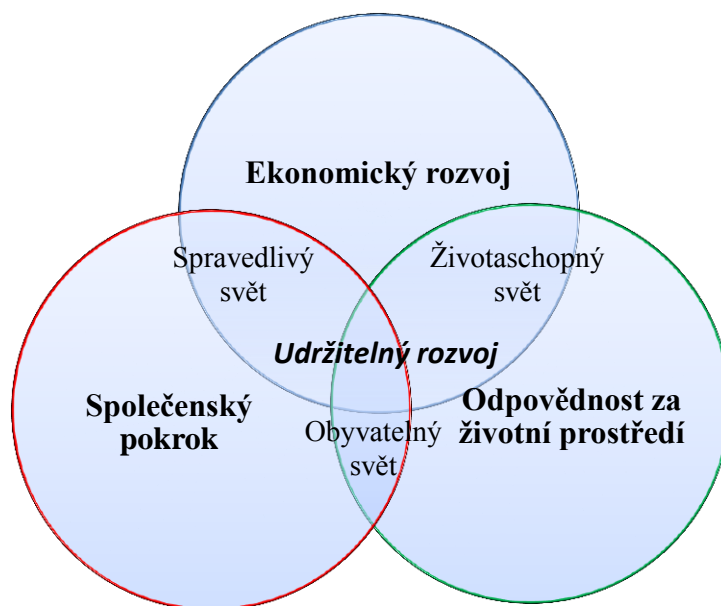 Ekonomický rozvoj
Spravedlivý
svět
Životaschopný
svět
Udržitelný rozvoj
Společenský
pokrok
Odpovědnost za
životní prostředí
Obyvatelný
svět